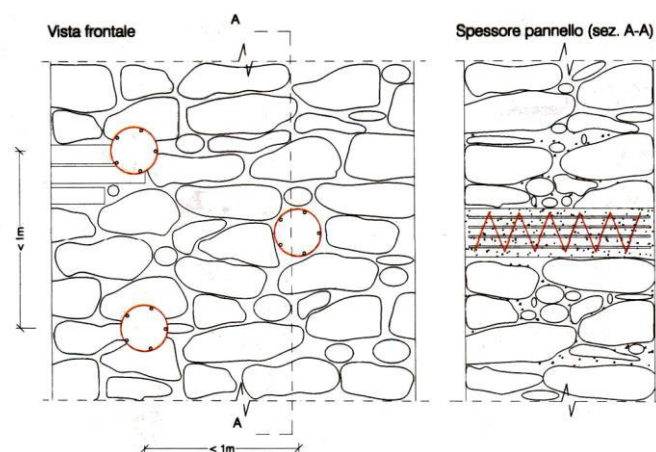 A
Vista frontale
Spessore pannello (sez. A-A)
< 1m
A
< 1m